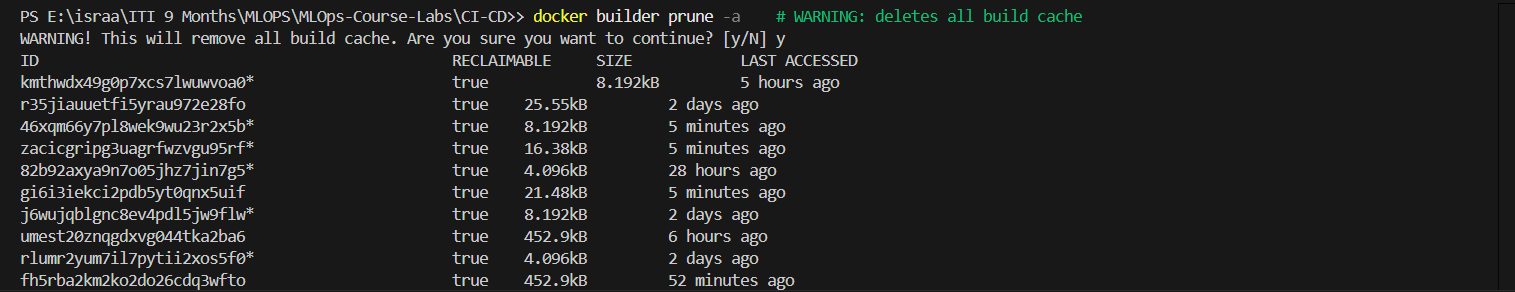 PS E:\israa\ITI 9 Months\MLOPS\MLOps-Course-Labs\CI-CD>> docker builder prune -a    # WARNING: deletes all build cache
WARNING! This will remove all build cache. Are you sure you want to continue? [y/N] y
ID RECLAIMABLE SIZE LAST ACCESSED
kmthwdx49g0p7xcs7lwuwvoa0* true 8.192kB 5 hours ago
r35jiauuetfi5yrau972e28fo true 25.55kB 2 days ago
46xqm66y7pl8wek9wu23r2x5b* true 8.192kB 5 minutes ago
zacicgripg3uagrfwzvgu95rf* true 16.38kB 5 minutes ago
82b92axya9n7o05jhz7jin7g5* true 4.096kB 28 hours ago
gi6i3iekci2pdb5yt0qnx5uif true 21.48kB 5 minutes ago
j6wujqblgnc8ev4pdl5jw9flw* true 8.192kB 2 days ago
umest20znqgdxvg044tka2ba6 true 452.9kB 6 hours ago
rlumr2yum7il7pytii2xos5f0* true 4.096kB 2 days ago
fh5rba2km2ko2do26cdq3wfto true 452.9kB 52 minutes ago